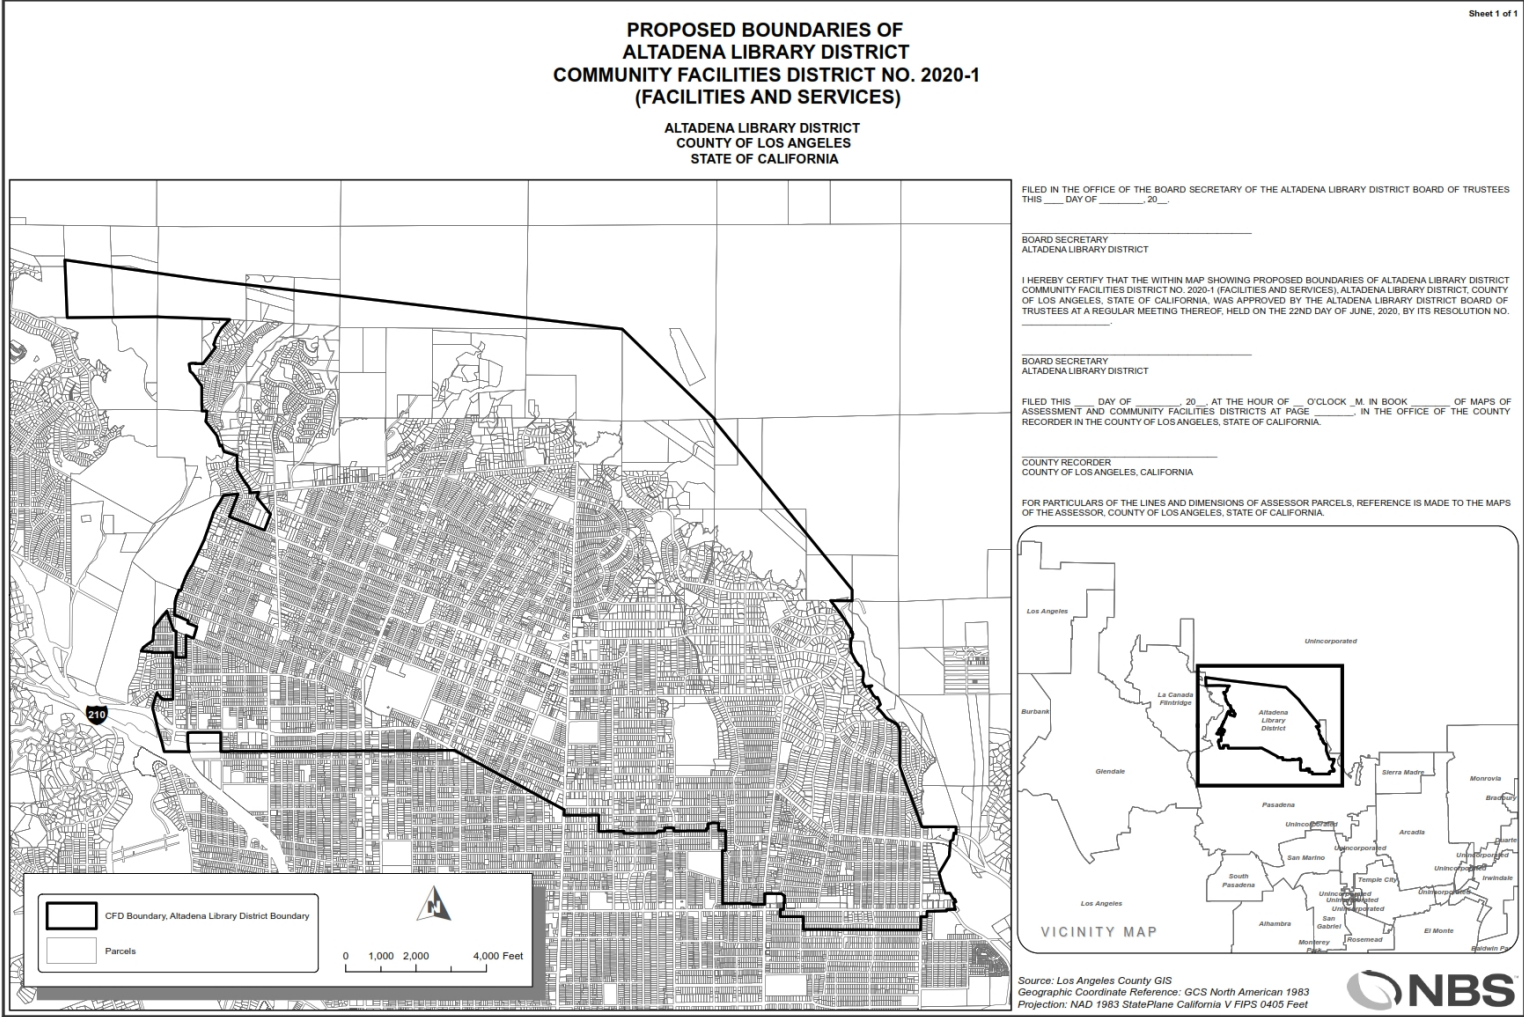 Sheet 1 of 1
PROPOSED BOUNDARIES OF
ALTADENA LIBRARY DISTRICT
COMMUNITY FACILITIES DISTRICT NO. 2020-1
(FACILITIES AND SERVICES)
ALTADENA LIBRARY DISTRICT
COUNTY OF LOS ANGELES
STATE OF CALIFORNIA
FILED IN THE OFFICE OF THE BOARD SECRETARY OF THE ALTADENA LIBRARY DISTRICT BOARD OF TRUSTEES
THIS ____ DAY OF _________, 20__.
BOARD SECRETARY
ALTADENA LIBRARY DISTRICT
I HEREBY CERTIFY THAT THE WITHIN MAP SHOWING PROPOSED BOUNDARIES OF ALTADENA LIBRARY DISTRICT
COMMUNITY FACILITIES DISTRICT NO. 2020-1 (FACILITIES AND SERVICES), ALTADENA LIBRARY DISTRICT, COUNTY
OF LOS ANGELES, STATE OF CALIFORNIA, WAS APPROVED BY THE ALTADENA LIBRARY DISTRICT BOARD OF
TRUSTEES AT A REGULAR MEETING THEREOF, HELD ON THE 22ND DAY OF JUNE, 2020, BY ITS RESOLUTION NO.
__________________.
BOARD SECRETARY
ALTADENA LIBRARY DISTRICT
FILED THIS ____ DAY OF _________, 20__, AT THE HOUR OF __ O'CLOCK _M. IN BOOK ________ OF MAPS OF
ASSESSMENT AND COMMUNITY FACILITIES DISTRICTS AT PAGE ________, IN THE OFFICE OF THE COUNTY
RECORDER IN THE COUNTY OF LOS ANGELES, STATE OF CALIFORNIA.
COUNTY RECORDER
COUNTY OF LOS ANGELES, CALIFORNIA
FOR PARTICULARS OF THE LINES AND DIMENSIONS OF ASSESSOR PARCELS, REFERENCE IS MADE TO THE MAPS
OF THE ASSESSOR, COUNTY OF LOS ANGELES, STATE OF CALIFORNIA.
210
CFD Boundary, Altadena Library District Boundary
Parcels
N
0 1,000 2,000 4,000 Feet
Los Angeles
Unincorporated
La Canada
Flintridge
Burbank
Altadena
Library
District
Glendale
Sierra Madre
Monrovia
Bradbury
Pasadena
Unincorporated
Arcadia
Duarte
Unincorporated
San Marino
Unincorporated
Unincorporated
Irwindale
South
Pasadena
Temple City
Unincorporated
Unincorporated
Unincorporated
Unincorporated
Los Angeles
Alhambra
San
Gabriel
El Monte
Rosemead
Monterey
Park
Baldwin Pa
VICINITY MAP
Source: Los Angeles County GIS
Geographic Coordinate Reference: GCS North American 1983
Projection: NAD 1983 StatePlane California V FIPS 0405 Feet
NBS